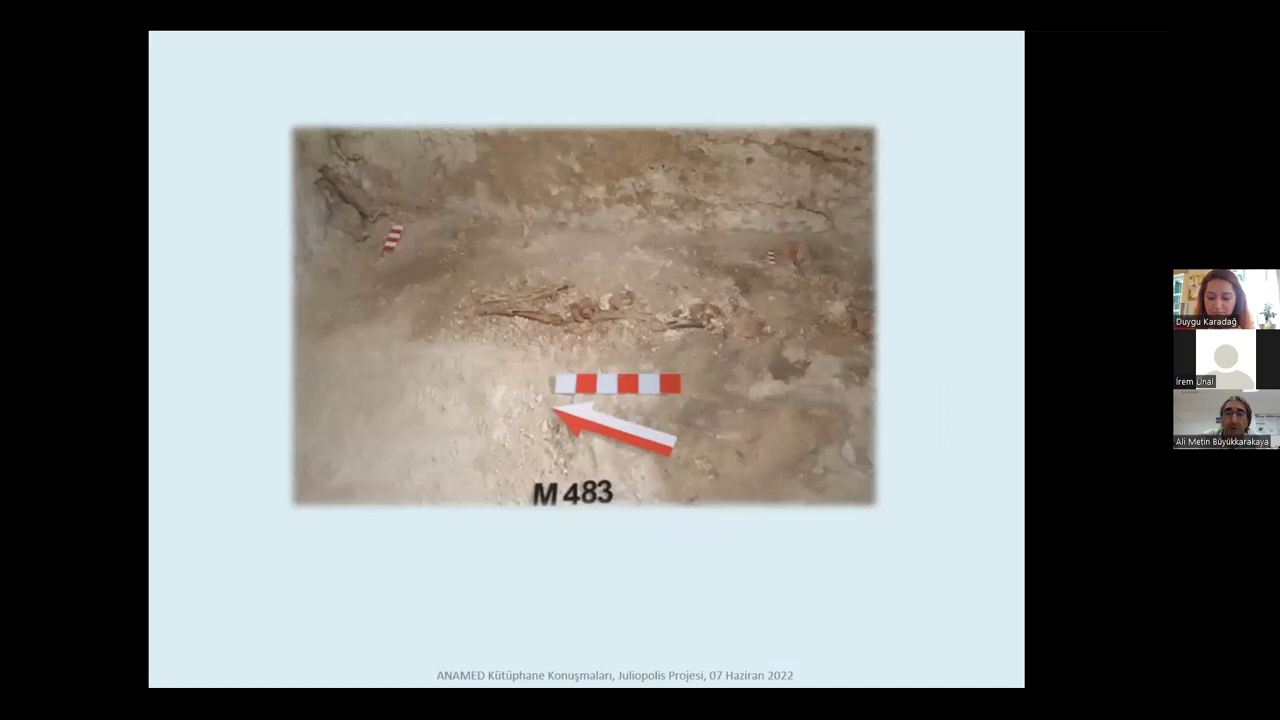 M 483
ANAMED Kütüphane Konuşmaları, Juliopolis Projesi, 07 Haziran 2022
Duygu Karadağ
İrem Ünal
Ali Metin Büyükkarakaya